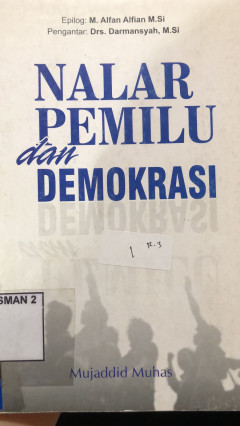 Epilog: M. Alfan Alfian M.Si
Pengantar: Drs. Darmansyah, M.Si
NALAR
PEMILU
dan
DEMOKRASI
SMAN 2
Mujaddid Muhas